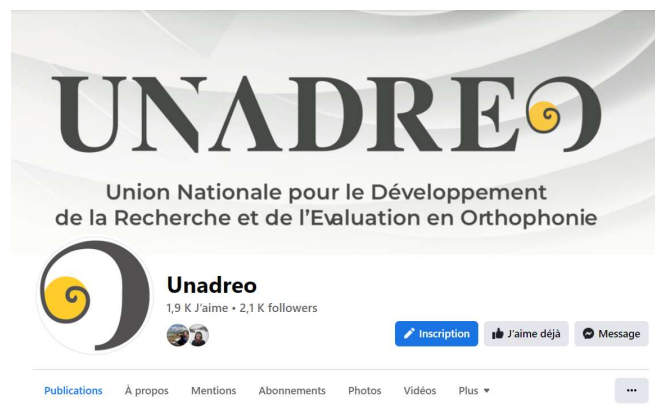 UNADREO
Union Nationale pour le Développement
de la Recherche et de l'Evaluation en Orthophonie
Unadreo
1,9 K J'aime • 2,1 K followers
Inscription
J'aime déjà
Message
Publications
À propos
Mentions
Abonnements
Photos
Vidéos
Plus